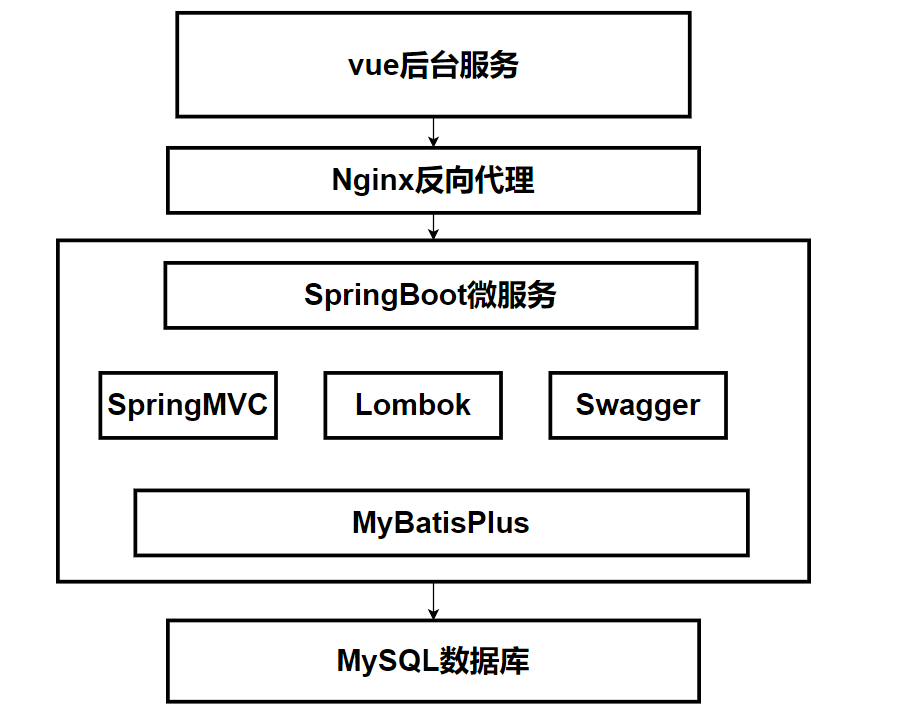 vue后台服务
Nginx反向代理
SpringBoot微服务
SpringMVC
Lombok
Swagger
MyBatisPlus
MySQL数据库